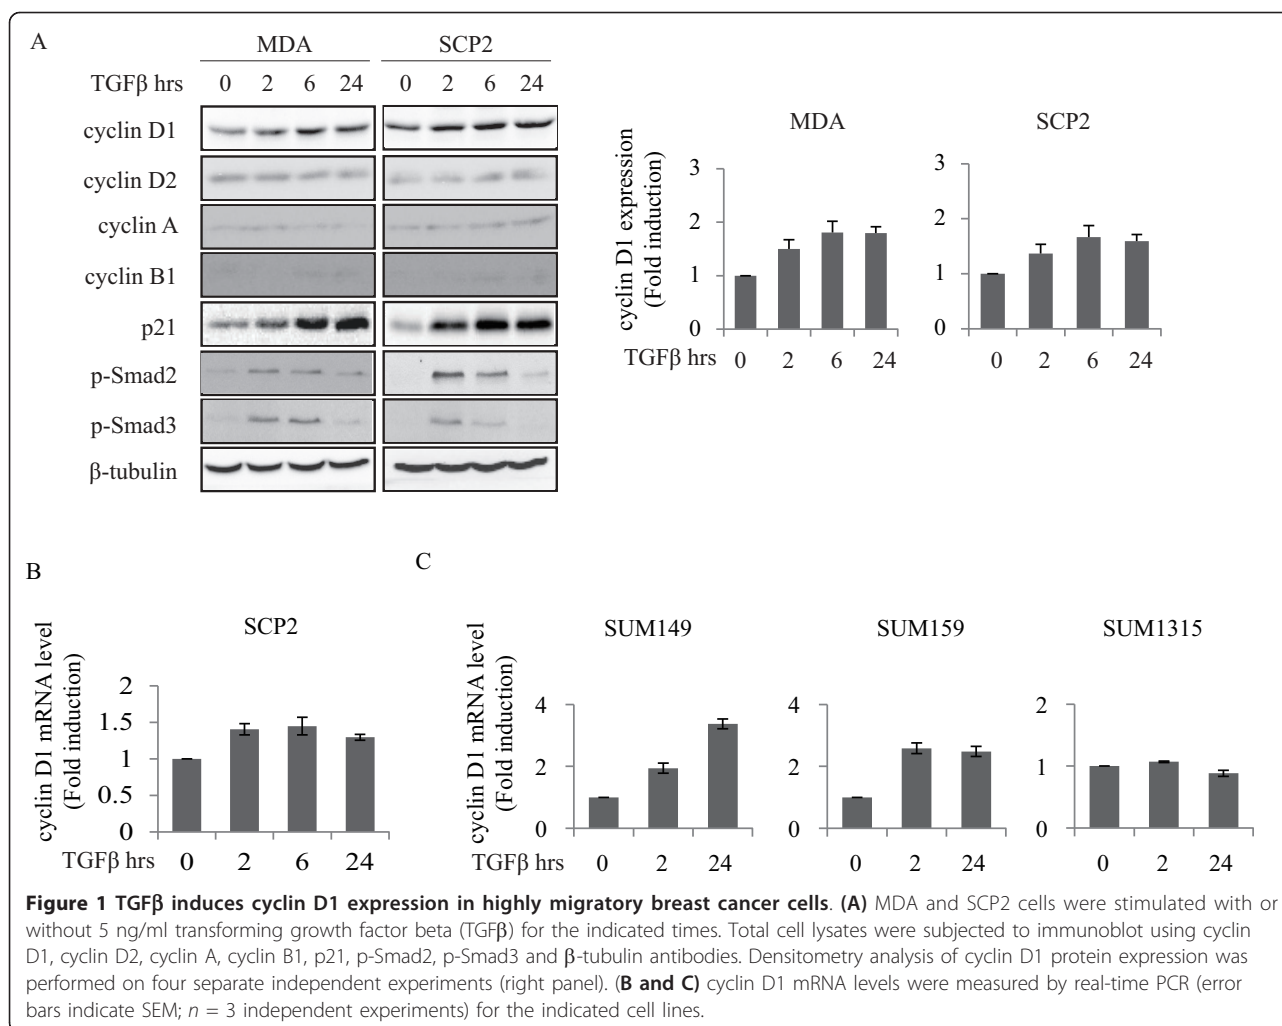 A
MDA SCP2
TGFβ hrs 0 2 6 24 0 2 6 24
cyclin D1
cyclin D2
cyclin A
cyclin B1
p21
p-Smad2
p-Smad3
β-tubulin
MDA
cyclin D1 expression
(Fold induction)
3
2
1
0
TGFβ hrs 0 2 6 24
SCP2
3
2
1
0
0 2 6 24
B
SCP2
cyclin D1 mRNA level
(Fold induction)
2
1.5
1
0.5
0
TGFβ hrs 0 2 6 24
C
SUM149
cyclin D1 mRNA level
(Fold induction)
4
2
0
TGFβ hrs 0 2 24
SUM159
4
2
0
0 2 24
SUM1315
2
1
0
0 2 24
Figure 1 TGFβ induces cyclin D1 expression in highly migratory breast cancer cells. (A) MDA and SCP2 cells were stimulated with or
without 5 ng/ml transforming growth factor beta (TGFβ) for the indicated times. Total cell lysates were subjected to immunoblot using cyclin
D1, cyclin D2, cyclin A, cyclin B1, p21, p-Smad2, p-Smad3 and β-tubulin antibodies. Densitometry analysis of cyclin D1 protein expression was
performed on four separate independent experiments (right panel). (B and C) cyclin D1 mRNA levels were measured by real-time PCR (error
bars indicate SEM; n = 3 independent experiments) for the indicated cell lines.